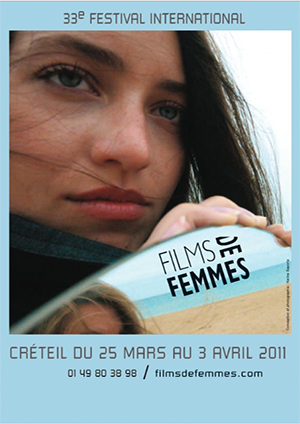 33e FESTIVAL INTERNATIONAL
FILMS
DE
FEMMES
CRÉTEIL DU 25 MARS AU 3 AVRIL 2011
01 49 80 38 98 / filmsdefemmes.com